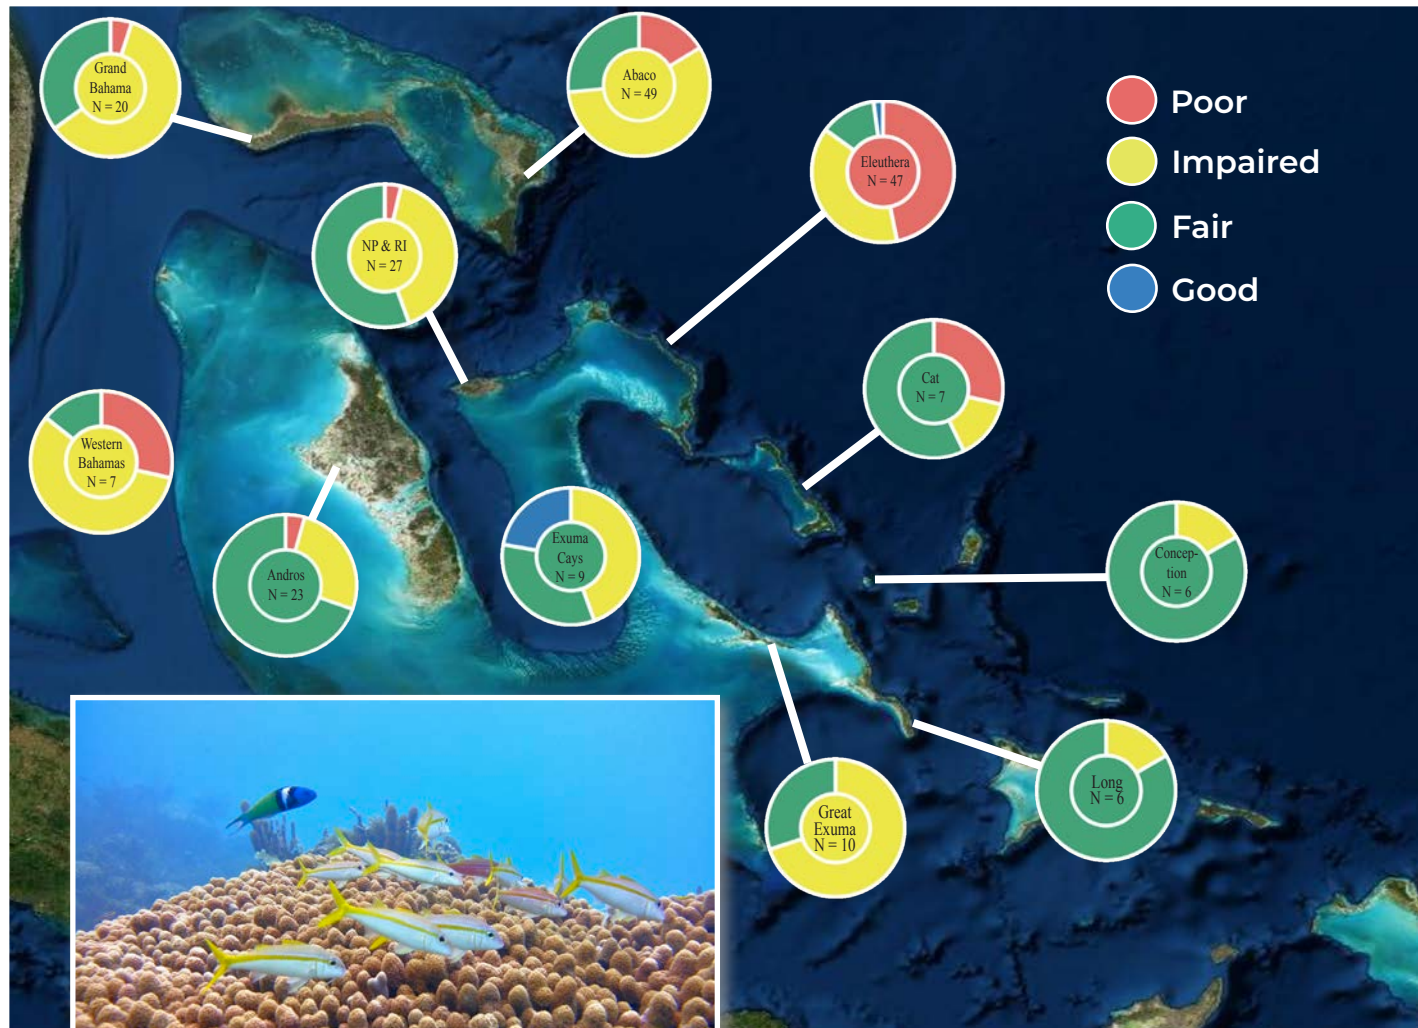 Grand
Bahama
N = 20
Abaco
N = 49
Poor
Impaired
Fair
Good
Eleuthera
N = 47
NP & RI
N = 27
Cat
N = 7
Western
Bahamas
N = 7
Andros
N = 23
Exuma
Cays
N = 9
Concep-
tion
N = 6
Great
Exuma
N = 10
Long
N = 6